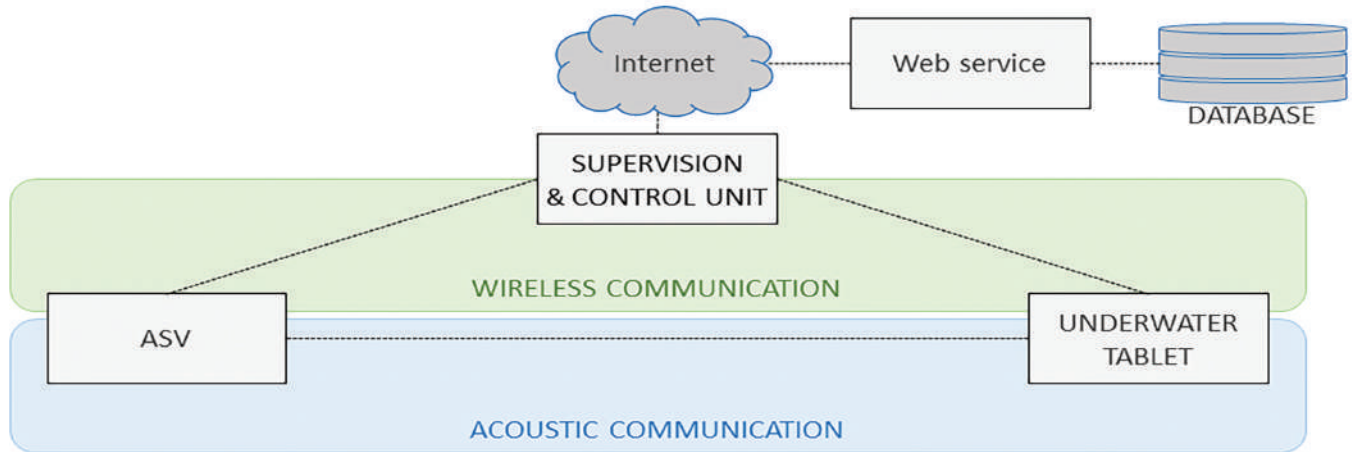 Internet
Web service
DATABASE
SUPERVISION
& CONTROL UNIT
WIRELESS COMMUNICATION
ASV
UNDERWATER
TABLET
ACOUSTIC COMMUNICATION